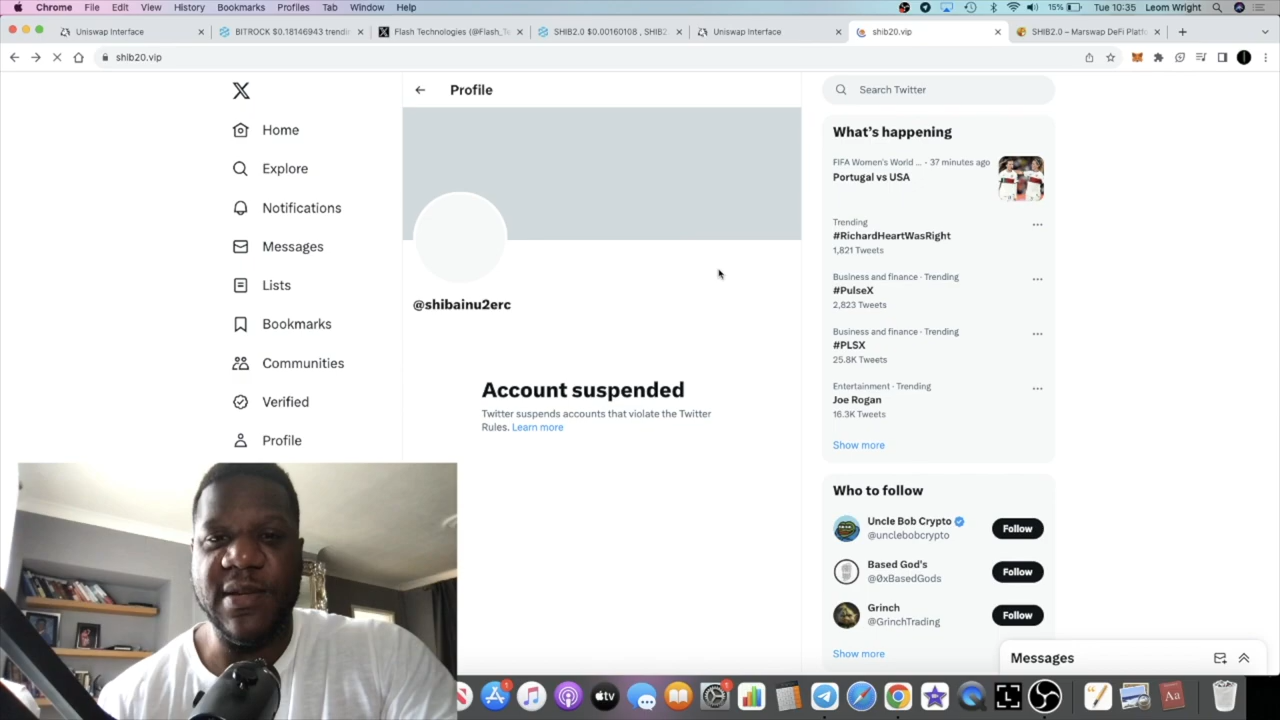 Chrome File Edit View History Bookmarks Profiles Tab Window Help 15% Tue 10:35 Leom Wright
Uniswap Interface BITROCK $0.18146943 trendin Flash Technologies (@Flash_Te SHIB2.0 $0.00160108 , SHIB2. Uniswap Interface shib20.vip SHIB2.0 – Marswap DeFi Platfo
shib20.vip
Profile
Search Twitter
Home
Explore
Notifications
Messages
Lists
Bookmarks
Communities
Verified
Profile
@shibainu2erc
Account suspended
Twitter suspends accounts that violate the Twitter
Rules. Learn more
What's happening
FIFA Women's World ... · 37 minutes ago
Portugal vs USA
Trending
#RichardHeartWasRight
1,821 Tweets
Business and finance · Trending
#PulseX
2,823 Tweets
Business and finance · Trending
#PLSX
25.8K Tweets
Entertainment · Trending
Joe Rogan
16.3K Tweets
Show more
Who to follow
Uncle Bob Crypto
@unclebobcrypto
Follow
Based God's
@0xBasedGods
Follow
Grinch
@GrinchTrading
Follow
Show more
Messages
tv
Aa